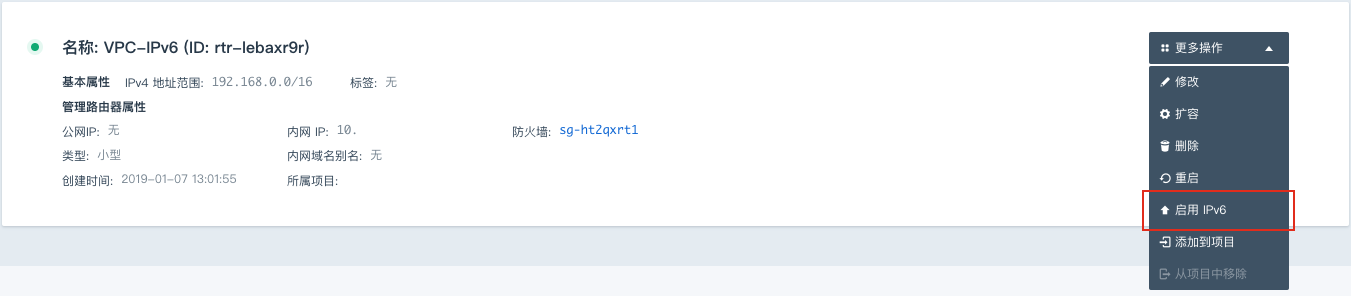 名称: VPC-IPv6 (ID: rtr-lebaxr9r)
更多操作
基本属性 IPv4 地址范围: 192.168.0.0/16 标签: 无
修改
管理路由器属性
扩容
公网IP: 无 内网 IP: 10. 防火墙: sg-ht2qxrt1
删除
类型: 小型 内网域名别名: 无
创建时间: 2019-01-07 13:01:55 所属项目:
重启
启用 IPv6
添加到项目
从项目中移除